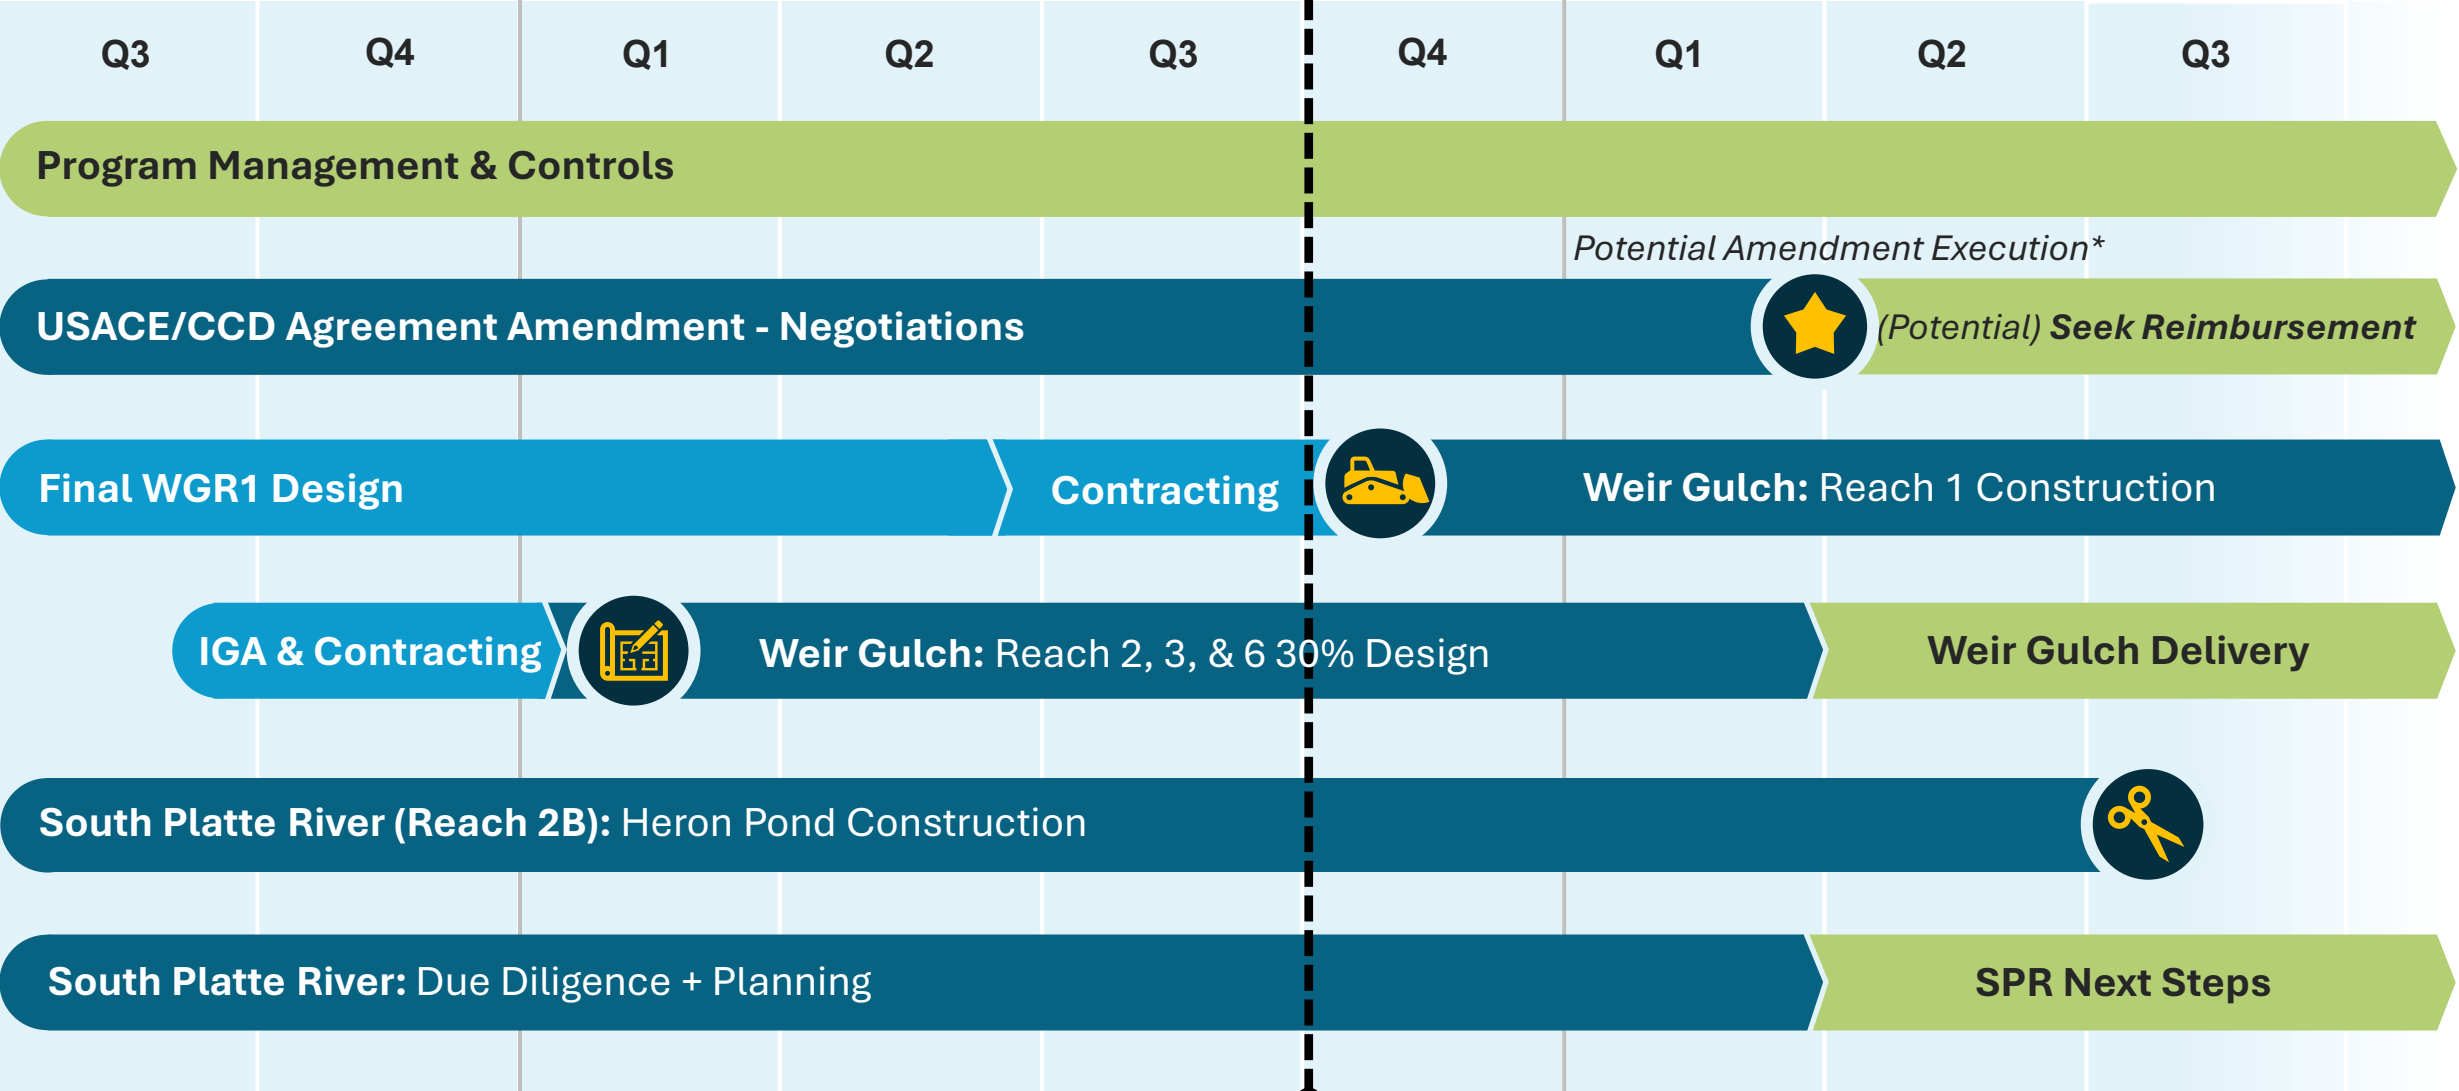 Q3 Q4 Q1 Q2 Q3 Q4 Q1 Q2 Q3
Program Management & Controls
Potential Amendment Execution*
USACE/CCD Agreement Amendment - Negotiations
(Potential) Seek Reimbursement
Final WGR1 Design
Contracting
Weir Gulch: Reach 1 Construction
IGA & Contracting
Weir Gulch: Reach 2, 3, & 6 30% Design
Weir Gulch Delivery
South Platte River (Reach 2B): Heron Pond Construction
South Platte River: Due Diligence + Planning
SPR Next Steps